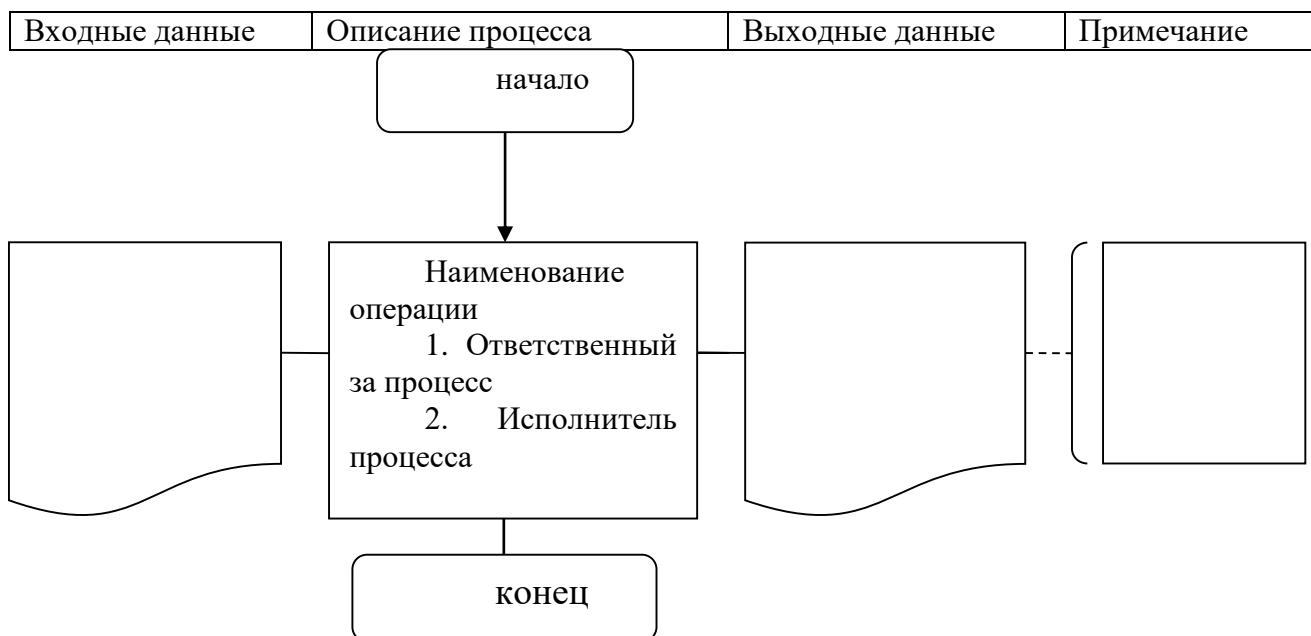 Входные данные Описание процесса Выходные данные Примечание
начало
Наименование
операции
1. Ответственный
за процесс
2. Исполнитель
процесса
конец